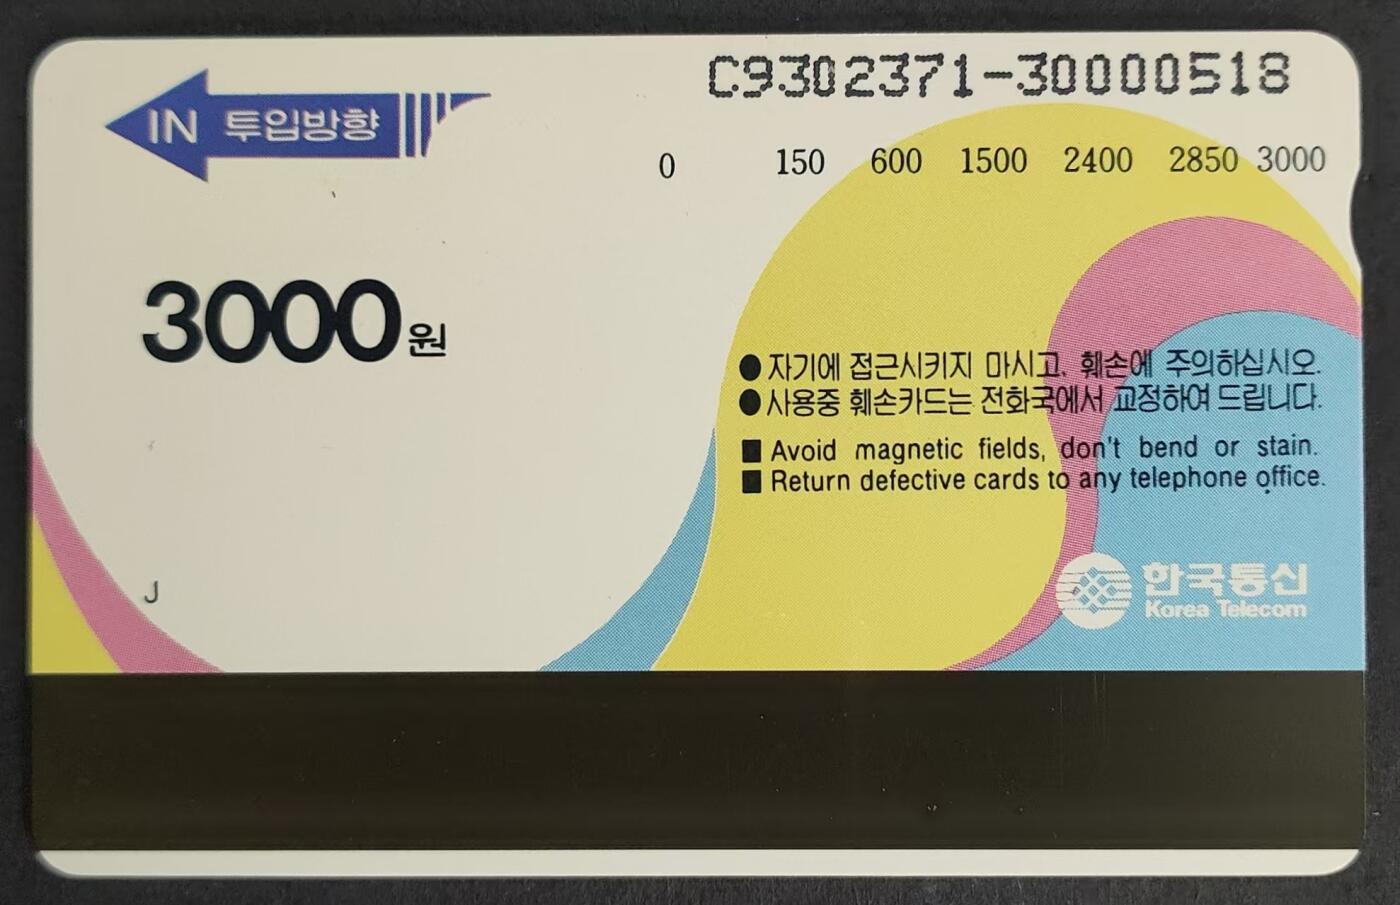 C9302371-30000518
IN 투입방향
0 150 600 1500 2400 2850 3000
3000원
●자기에 접근시키지 마시고, 훼손에 주의하십시오.
●사용중 훼손카드는 전화국에서 교정하여 드립니다.
■ Avoid magnetic fields, don't bend or stain.
■ Return defective cards to any telephone office.
J
한국통신
Korea Telecom